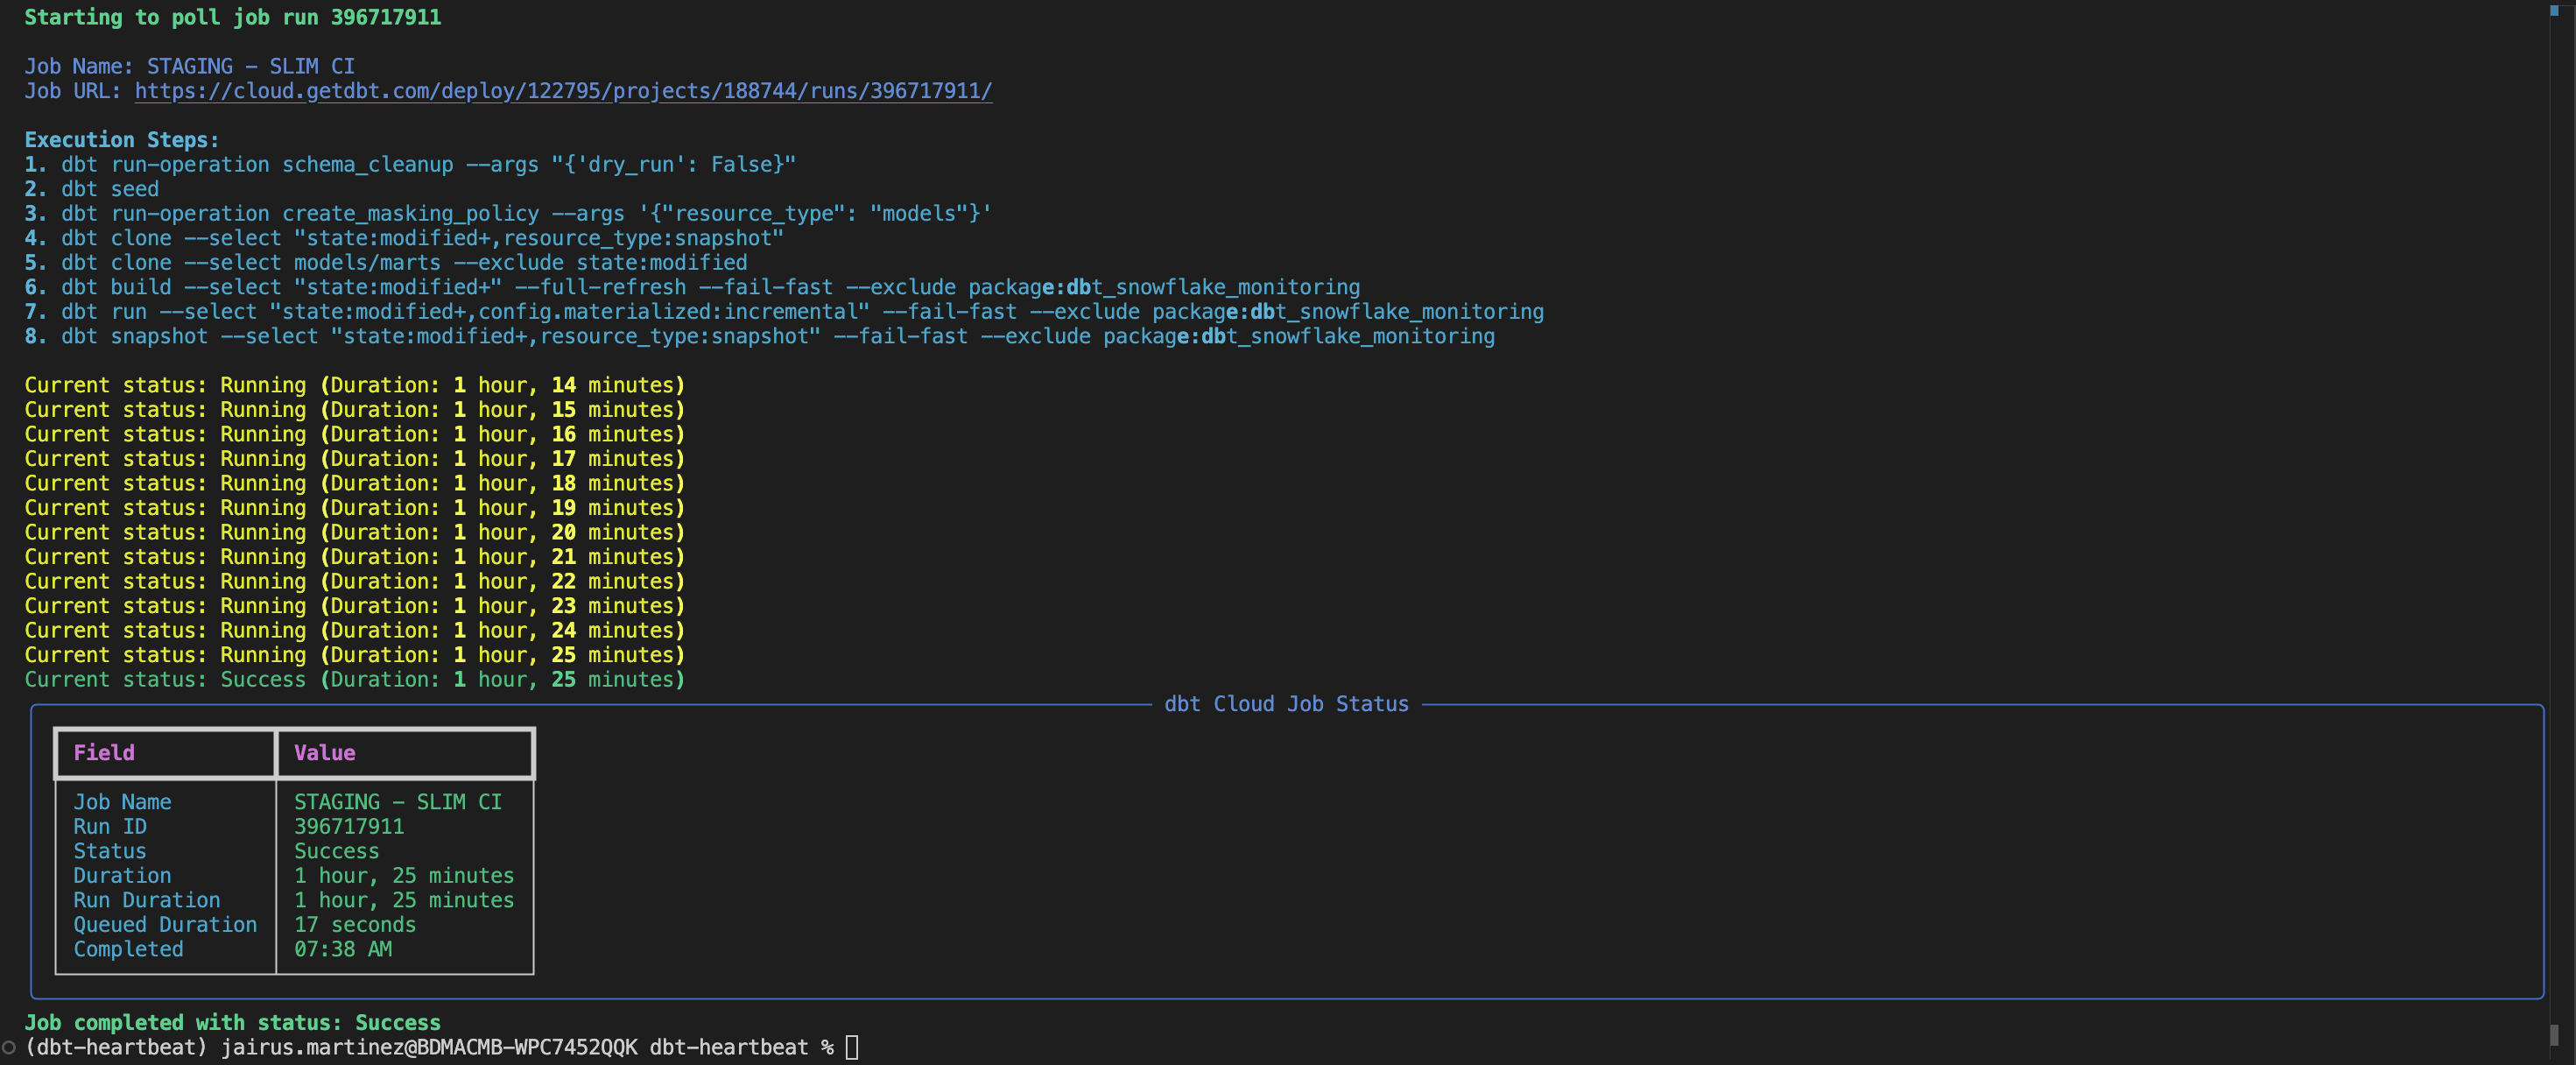 Starting to poll job run 396717911
Job Name: STAGING - SLIM CI
Job URL: https://cloud.getdbt.com/deploy/122795/projects/188744/runs/396717911/
Execution Steps:
1. dbt run-operation schema_cleanup --args "{'dry_run': False}"
2. dbt seed
3. dbt run-operation create_masking_policy --args '{"resource_type": "models"}'
4. dbt clone --select "state:modified+,resource_type:snapshot"
5. dbt clone --select models/marts --exclude state:modified
6. dbt build --select "state:modified+" --full-refresh --fail-fast --exclude package:dbt_snowflake_monitoring
7. dbt run --select "state:modified+,config.materialized:incremental" --fail-fast --exclude package:dbt_snowflake_monitoring
8. dbt snapshot --select "state:modified+,resource_type:snapshot" --fail-fast --exclude package:dbt_snowflake_monitoring
Current status: Running (Duration: 1 hour, 14 minutes)
Current status: Running (Duration: 1 hour, 15 minutes)
Current status: Running (Duration: 1 hour, 16 minutes)
Current status: Running (Duration: 1 hour, 17 minutes)
Current status: Running (Duration: 1 hour, 18 minutes)
Current status: Running (Duration: 1 hour, 19 minutes)
Current status: Running (Duration: 1 hour, 20 minutes)
Current status: Running (Duration: 1 hour, 21 minutes)
Current status: Running (Duration: 1 hour, 22 minutes)
Current status: Running (Duration: 1 hour, 23 minutes)
Current status: Running (Duration: 1 hour, 24 minutes)
Current status: Running (Duration: 1 hour, 25 minutes)
Current status: Success (Duration: 1 hour, 25 minutes)
dbt Cloud Job Status
Field Value
Job Name STAGING - SLIM CI
Run ID 396717911
Status Success
Duration 1 hour, 25 minutes
Run Duration 1 hour, 25 minutes
Queued Duration 17 seconds
Completed 07:38 AM
Job completed with status: Success
(dbt-heartbeat) jairus.martinez@BDMACMB-WPC7452QQK dbt-heartbeat %